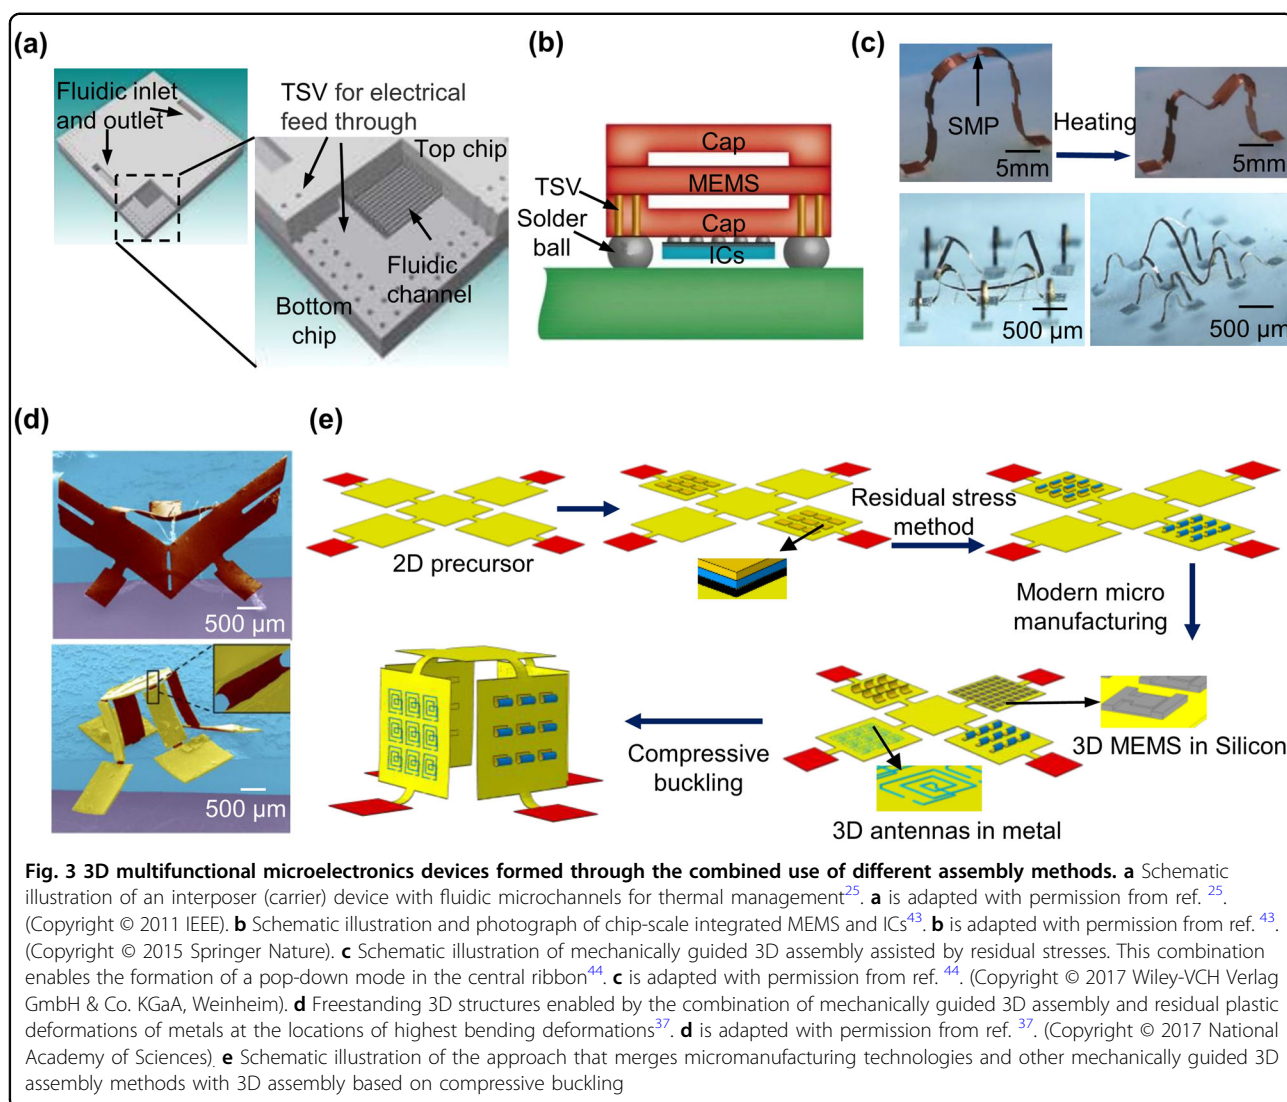 (a)
Fluidic inlet
and outlet
TSV for electrical
feed through
Top chip
Fluidic
channel
Bottom
chip
(b)
Cap
MEMS
TSV
Cap
Solder
ball
ICs
(c)
SMP
5mm
Heating
5mm
500 µm
500 µm
(d)
500 µm
500 µm
(e)
2D precursor
Residual stress
method
Modern micro
manufacturing
3D MEMS in Silicon
3D antennas in metal
Compressive
buckling
Fig. 3 3D multifunctional microelectronics devices formed through the combined use of different assembly methods. a Schematic
illustration of an interposer (carrier) device with fluidic microchannels for thermal management25. a is adapted with permission from ref. 25.
(Copyright © 2011 IEEE). b Schematic illustration and photograph of chip-scale integrated MEMS and ICs43. b is adapted with permission from ref. 43.
(Copyright © 2015 Springer Nature). c Schematic illustration of mechanically guided 3D assembly assisted by residual stresses. This combination
enables the formation of a pop-down mode in the central ribbon44. c is adapted with permission from ref. 44. (Copyright © 2017 Wiley-VCH Verlag
GmbH & Co. KGaA, Weinheim). d Freestanding 3D structures enabled by the combination of mechanically guided 3D assembly and residual plastic
deformations of metals at the locations of highest bending deformations37. d is adapted with permission from ref. 37. (Copyright © 2017 National
Academy of Sciences). e Schematic illustration of the approach that merges micromanufacturing technologies and other mechanically guided 3D
assembly methods with 3D assembly based on compressive buckling